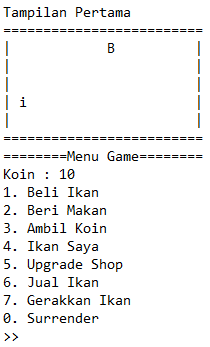 Tampilan Pertama
=========================
|            B          |
|                       |
|                       |
| i                     |
|                       |
=========================
========Menu Game========
Koin : 10
1. Beli Ikan
2. Beri Makan
3. Ambil Koin
4. Ikan Saya
5. Upgrade Shop
6. Jual Ikan
7. Gerakkan Ikan
0. Surrender
>>